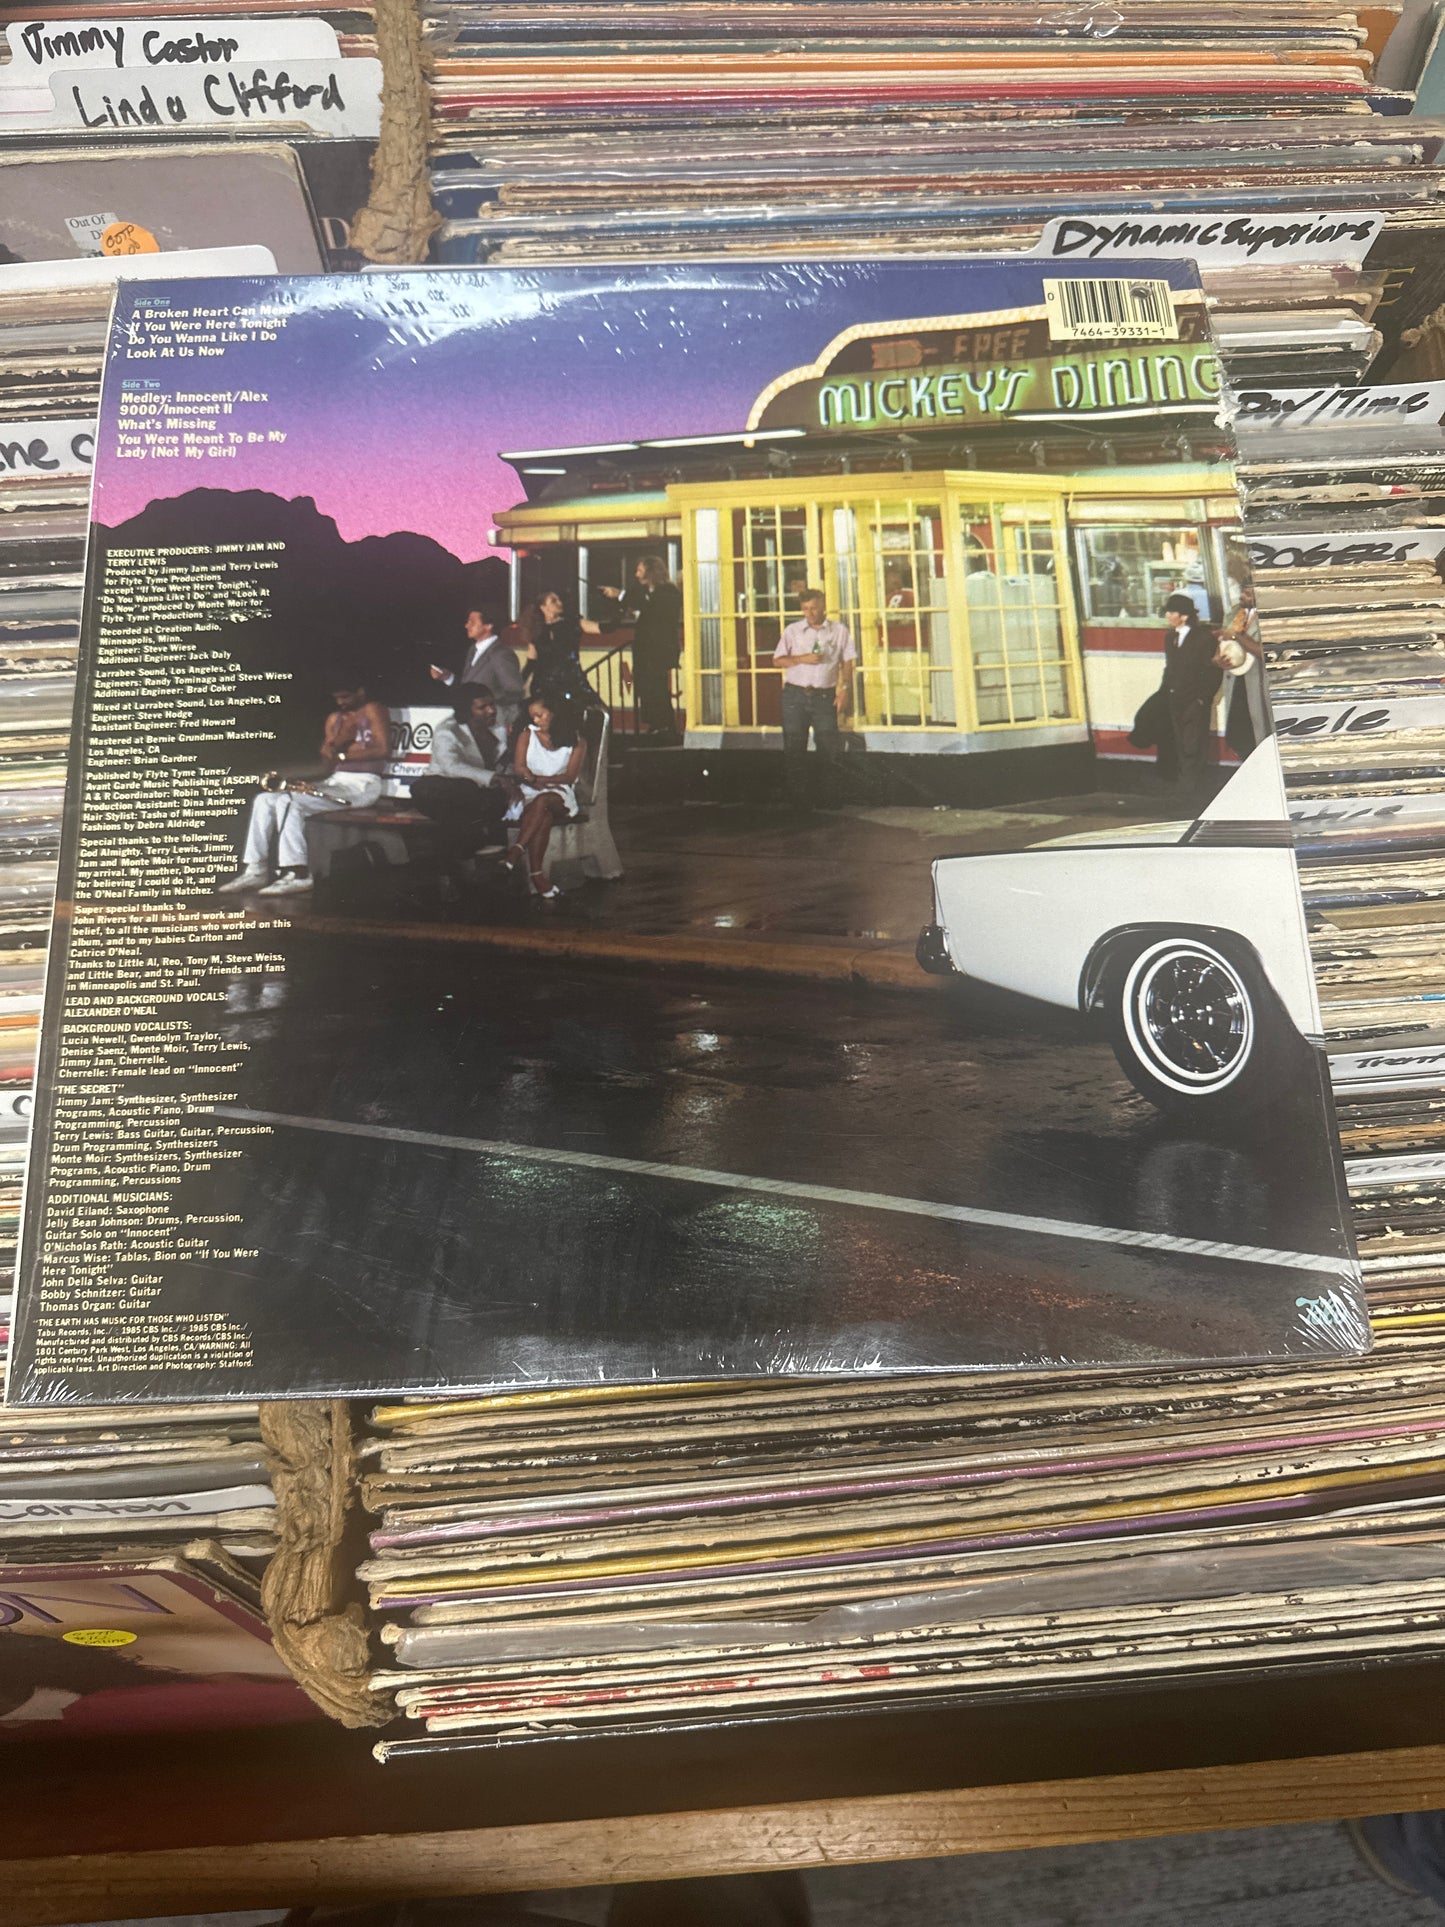 Jimmy Castor
Linda Clifford
Out Of
OOTP
Dynamic Superiors
Day/Time
ROGERS
Side One
A Broken Heart Can Mend
If You Were Here Tonight
Do You Wanna Like I Do
Look At Us Now
Side Two
Medley: Innocent/Alex
9000/Innocent II
What's Missing
You Were Meant To Be My
Lady (Not My Girl)
0
7464-39331-1
FREE
MICKEY'S DINING
EXECUTIVE PRODUCERS: JIMMY JAM AND
TERRY LEWIS
Produced by Jimmy Jam and Terry Lewis
for Flyte Tyme Productions
except "If You Were Here Tonight,"
"Do You Wanna Like I Do" and "Look At
Us Now" produced by Monte Moir for
Flyte Tyme Productions
Recorded at Creation Audio,
Minneapolis, Minn.
Engineer: Steve Wiese
Additional Engineer: Jack Daly
Larrabee Sound, Los Angeles, CA
Engineers: Randy Tominaga and Steve Wiese
Additional Engineer: Brad Coker
Mixed at Larrabee Sound, Los Angeles, CA
Engineer: Steve Hodge
Assistant Engineer: Fred Howard
Mastered at Bernie Grundman Mastering,
Los Angeles, CA
Engineer: Brian Gardner
Published by Flyte Tyme Tunes/
Avant Garde Music Publishing (ASCAP)
A & R Coordinator: Robin Tucker
Production Assistant: Dina Andrews
Hair Stylist: Tasha of Minneapolis
Fashions by Debra Aldridge
Special thanks to the following:
God Almighty. Terry Lewis, Jimmy
Jam and Monte Moir for nurturing
my arrival. My mother, Dora O'Neal
for believing I could do it, and
the O'Neal Family in Natchez.
Super special thanks to
John Rivers for all his hard work and
belief, to all the musicians who worked on this
album, and to my babies Carlton and
Catrice O'Neal.
Thanks to Little Al, Reo, Tony M, Steve Weiss,
and Little Bear, and to all my friends and fans
in Minneapolis and St. Paul.
LEAD AND BACKGROUND VOCALS:
ALEXANDER O'NEAL
BACKGROUND VOCALISTS:
Lucia Newell, Gwendolyn Traylor,
Denise Saenz, Monte Moir, Terry Lewis,
Jimmy Jam, Cherrelle.
Cherrelle: Female lead on "Innocent"
"THE SECRET"
Jimmy Jam: Synthesizer, Synthesizer
Programs, Acoustic Piano, Drum
Programming, Percussion
Terry Lewis: Bass Guitar, Guitar, Percussion,
Drum Programming, Synthesizers
Monte Moir: Synthesizers, Synthesizer
Programs, Acoustic Piano, Drum
Programming, Percussions
ADDITIONAL MUSICIANS:
David Eiland: Saxophone
Jelly Bean Johnson: Drums, Percussion,
Guitar Solo on "Innocent"
O'Nicholas Rath: Acoustic Guitar
Marcus Wise: Tablas, Bion on "If You Were
Here Tonight"
John Della Selva: Guitar
Bobby Schnitzer: Guitar
Thomas Organ: Guitar
"THE EARTH HAS MUSIC FOR THOSE WHO LISTEN"
Tabu Records, Inc./ © 1985 CBS Inc./ ℗ 1985 CBS Inc./
Manufactured and distributed by CBS Records/CBS Inc./
1801 Century Park West, Los Angeles, CA/WARNING: All
rights reserved. Unauthorized duplication is a violation of
applicable laws. Art Direction and Photography: Stafford.
Carlton